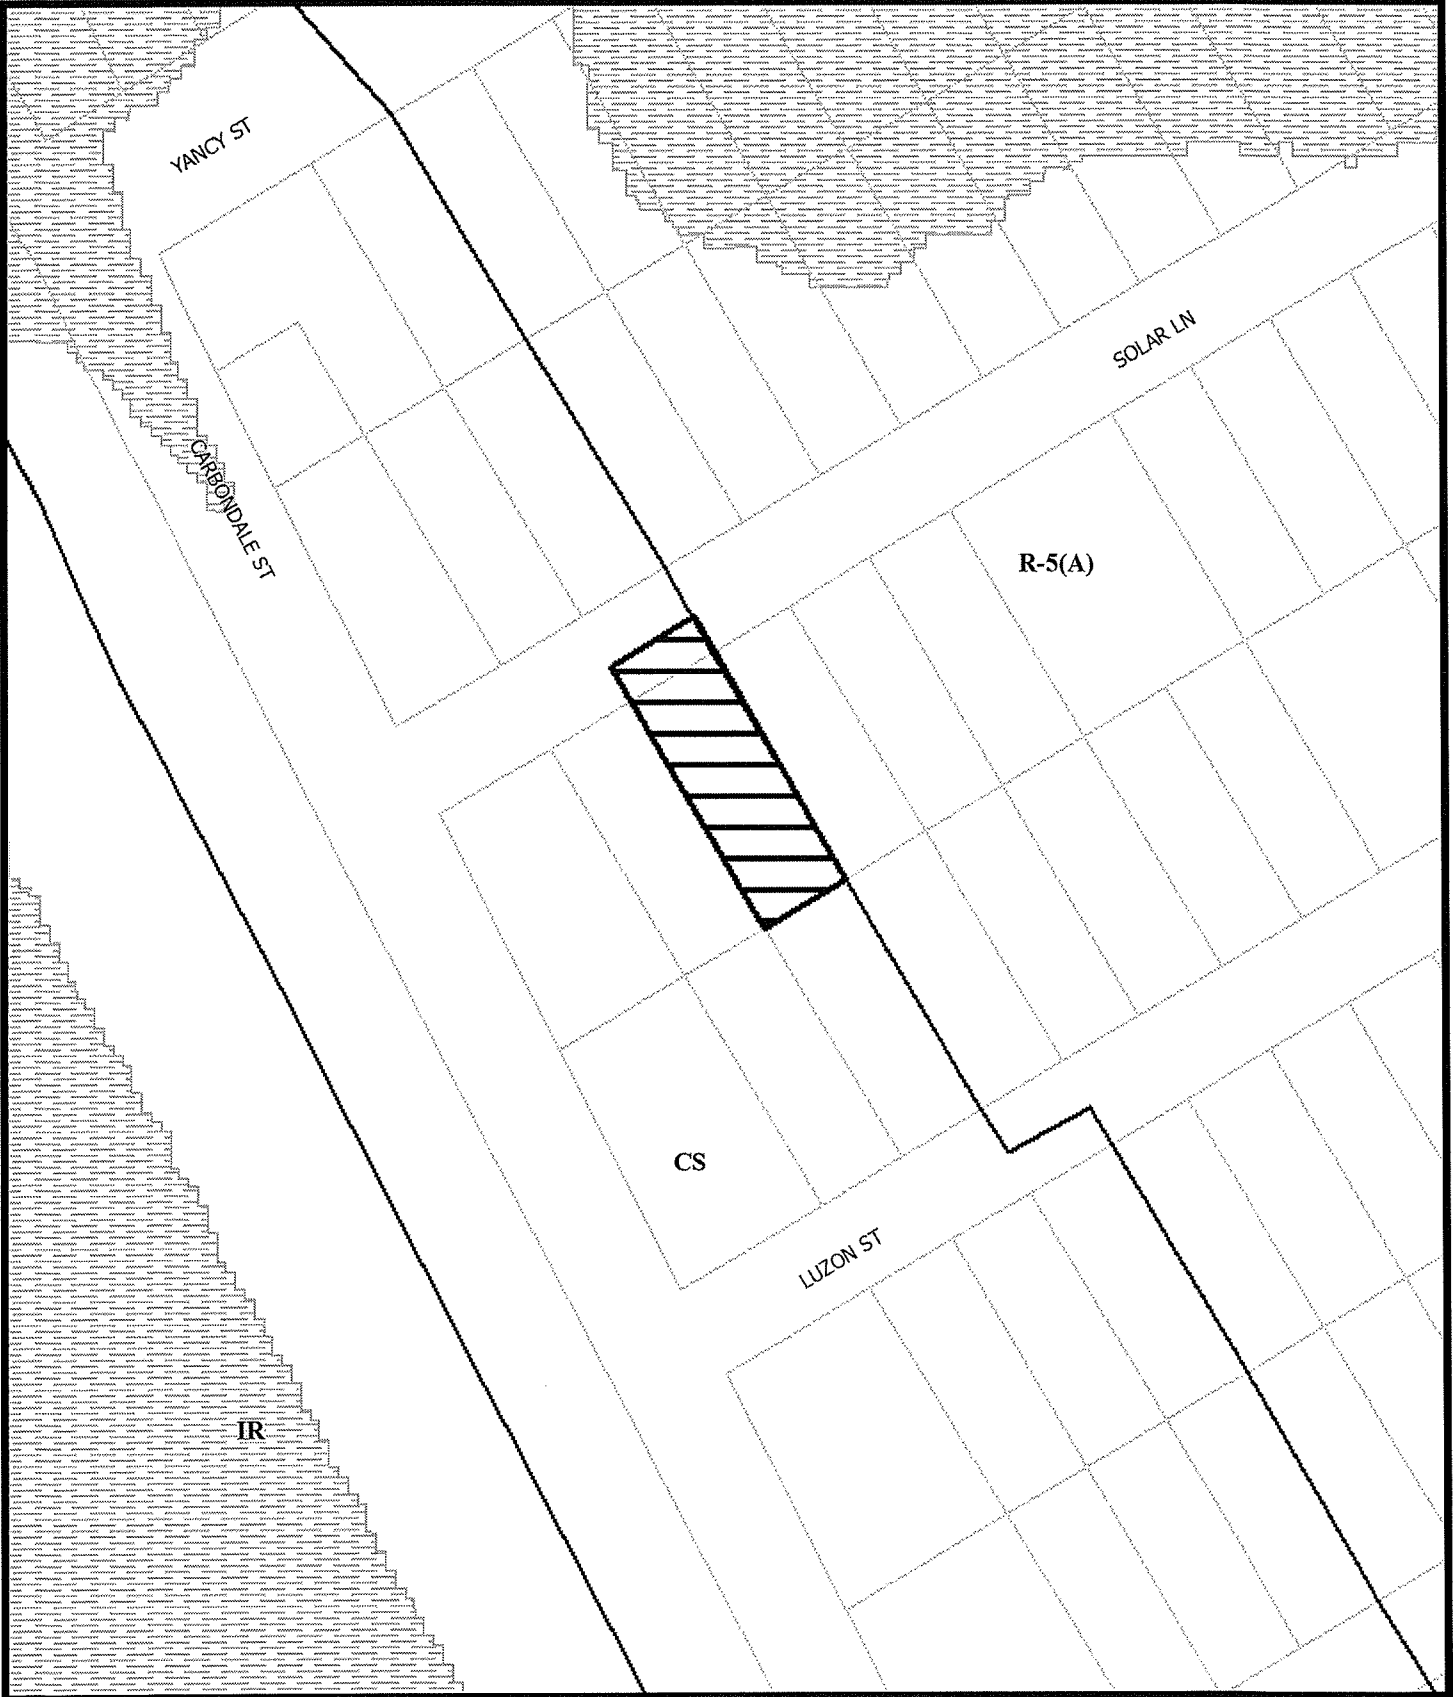 YANCY ST
SOLAR LN
CARBONDALE ST
R-5(A)
CS
LUZON ST
IR